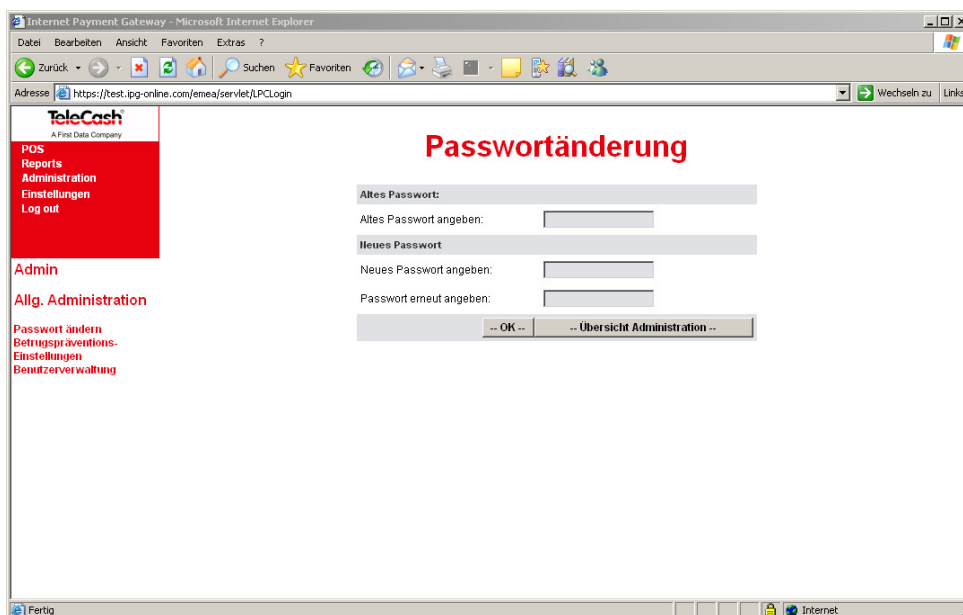 Internet Payment Gateway - Microsoft Internet Explorer
Datei Bearbeiten Ansicht Favoriten Extras ?
Zurück Suchen Favoriten
Adresse https://test.ipg-online.com/emea/servlet/LPCLogin Wechseln zu Links
TeleCash
A First Data Company
POS
Reports
Administration
Einstellungen
Log out
Admin
Allg. Administration
Passwort ändern
Betrugspräventions-
Einstellungen
Benutzerverwaltung
Passwortänderung
Altes Passwort:
Altes Passwort angeben:
Neues Passwort
Neues Passwort angeben:
Passwort erneut angeben:
-- OK -- -- Übersicht Administration --
Fertig Internet